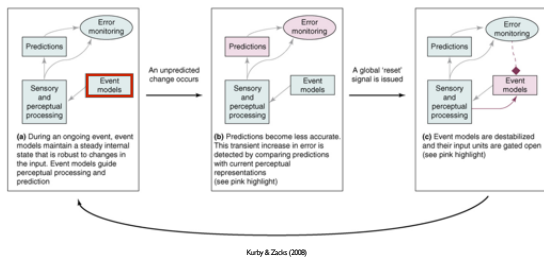 Error
monitoring
Predictions
Sensory
and
perceptual
processing
Event
models
(a) During an ongoing event, event
models maintain a steady internal
state that is robust to changes in
the input. Event models guide
perceptual processing and
prediction
An unpredicted
change occurs
Error
monitoring
Predictions
Sensory
and
perceptual
processing
Event
models
(b) Predictions become less accurate.
This transient increase in error is
detected by comparing predictions
with current perceptual
representations
(see pink highlight)
A global ‘reset’
signal is issued
Error
monitoring
Predictions
Sensory
and
perceptual
processing
Event
models
(c) Event models are destabilized
and their input units are gated open
(see pink highlight)
Kurby & Zacks (2008)